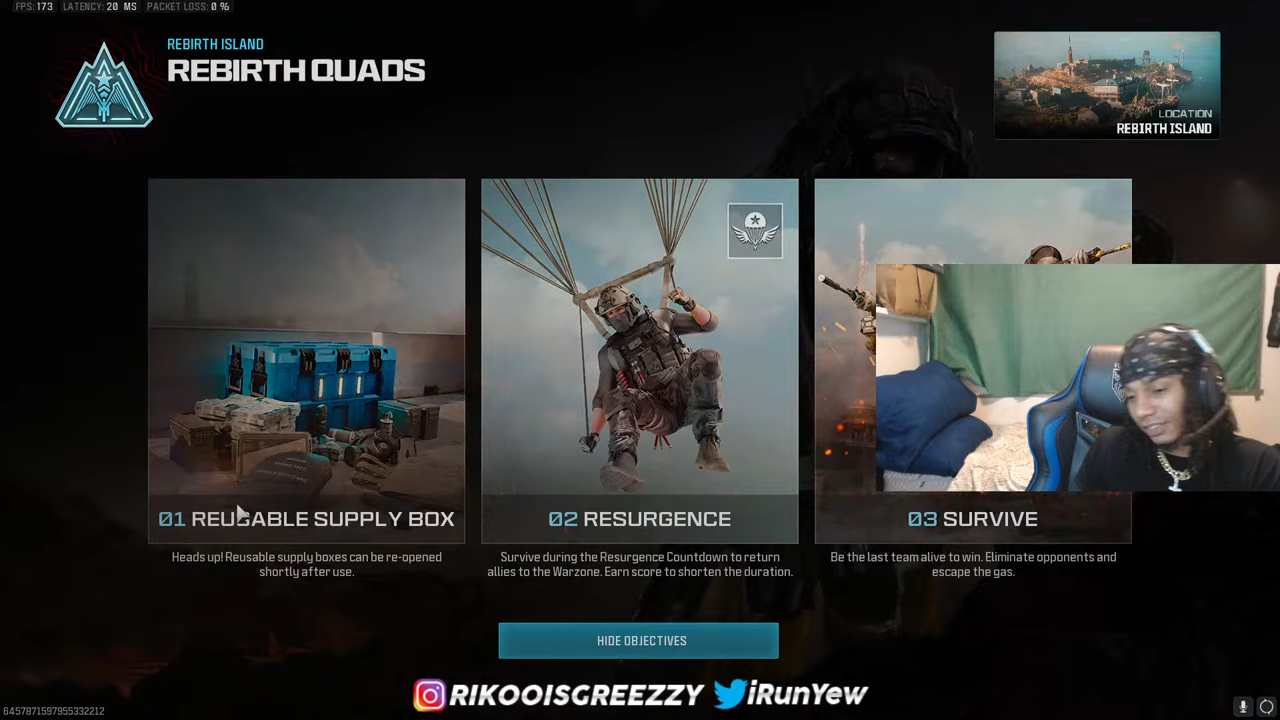 FPS: 173 LATENCY: 20 MS PACKET LOSS: 0 %
REBIRTH ISLAND
REBIRTH QUADS
LOCATION
REBIRTH ISLAND
01 REUSABLE SUPPLY BOX
Heads up! Reusable supply boxes can be re-opened
shortly after use.
02 RESURGENCE
Survive during the Resurgence Countdown to return
allies to the Warzone. Earn score to shorten the duration.
03 SURVIVE
Be the last team alive to win. Eliminate opponents and
escape the gas.
HIDE OBJECTIVES
RIKOOISGREEZZY iRunYew
6457871597955332212